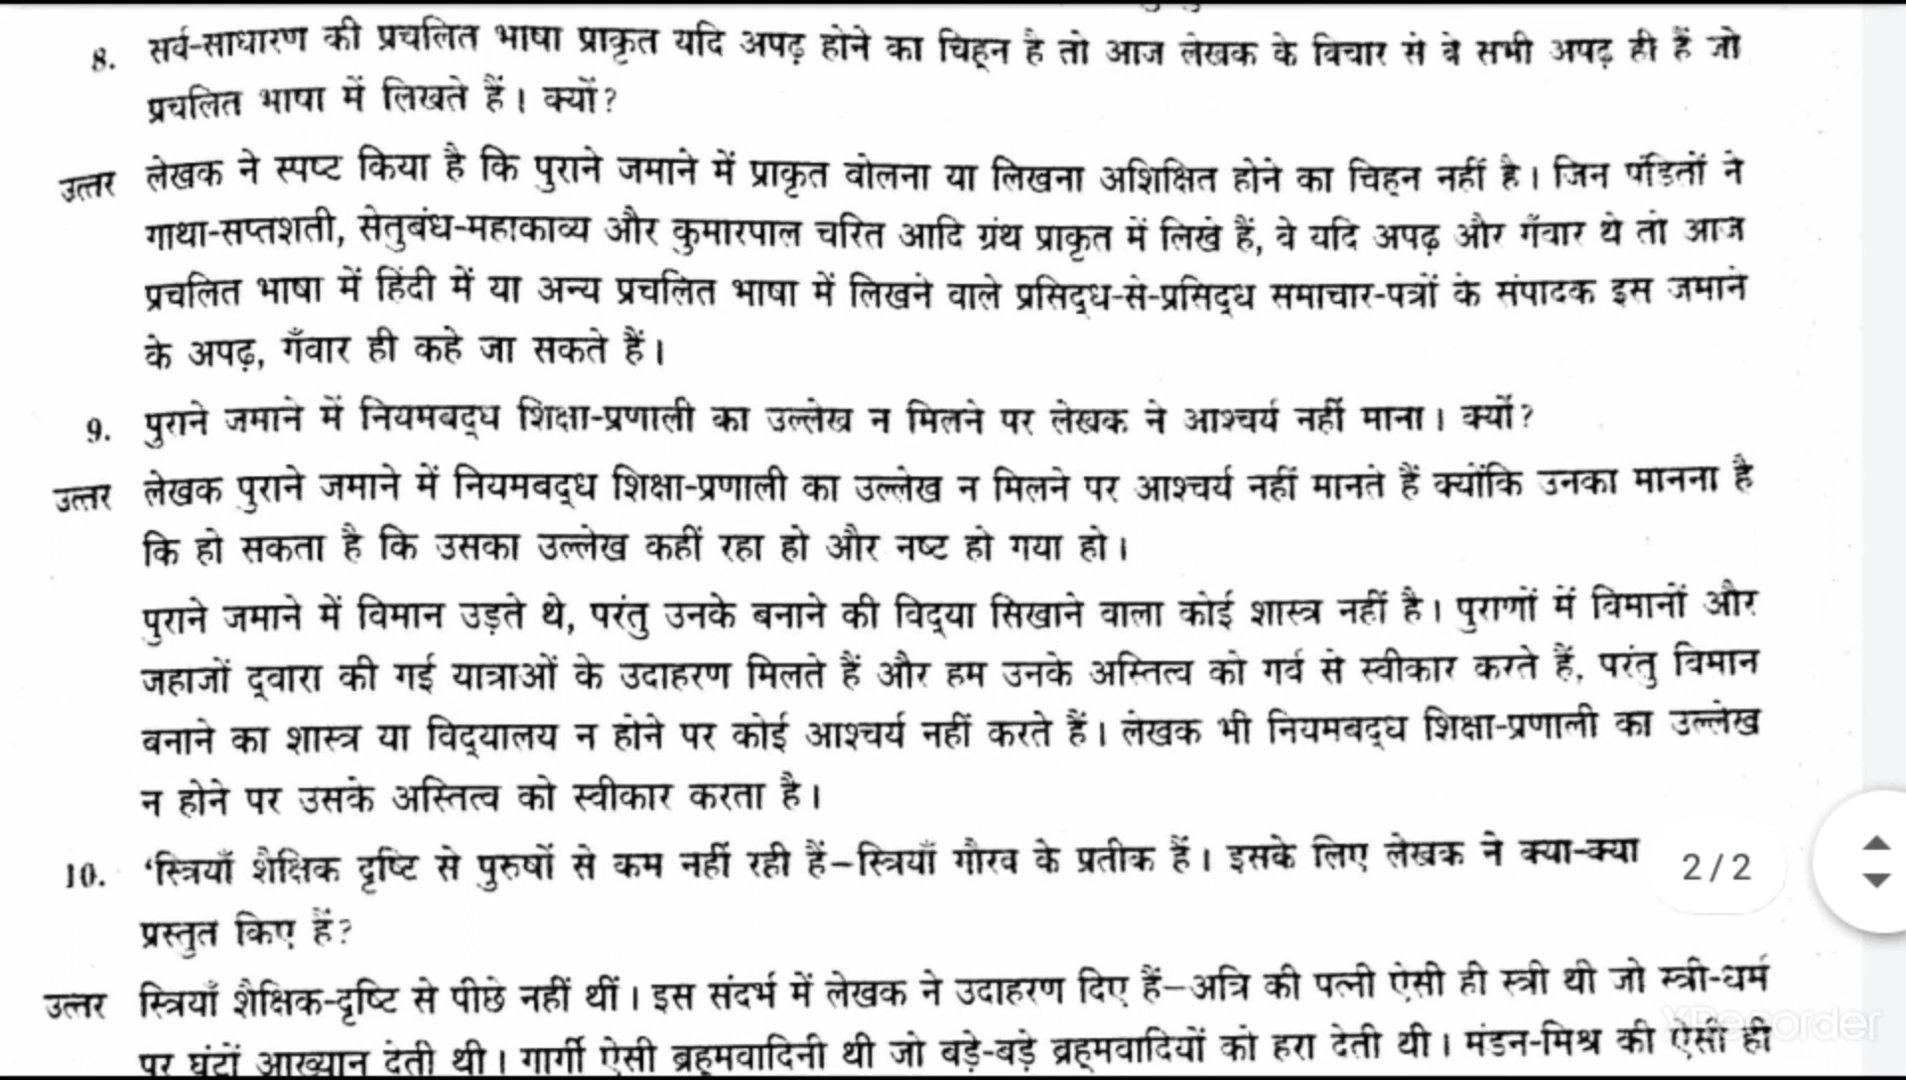 8. सर्व-साधारण की प्रचलित भाषा प्राकृत यदि अपढ़ होने का चिह्न है तो आज लेखक के विचार से वे सभी अपढ़ ही हैं जो
प्रचलित भाषा में लिखते हैं। क्यों?
उत्तर लेखक ने स्पष्ट किया है कि पुराने जमाने में प्राकृत बोलना या लिखना अशिक्षित होने का चिह्न नहीं है। जिन पंडितों ने
गाथा-सप्तशती, सेतुबंध-महाकाव्य और कुमारपाल चरित आदि ग्रंथ प्राकृत में लिखे हैं, वे यदि अपढ़ और गँवार थे तो आज
प्रचलित भाषा में हिंदी में या अन्य प्रचलित भाषा में लिखने वाले प्रसिद्ध-से-प्रसिद्ध समाचार-पत्रों के संपादक इस जमाने
के अपढ़, गँवार ही कहे जा सकते हैं।
9. पुराने जमाने में नियमबद्ध शिक्षा-प्रणाली का उल्लेख न मिलने पर लेखक ने आश्चर्य नहीं माना। क्यों?
उत्तर लेखक पुराने जमाने में नियमबद्ध शिक्षा-प्रणाली का उल्लेख न मिलने पर आश्चर्य नहीं मानते हैं क्योंकि उनका मानना है
कि हो सकता है कि उसका उल्लेख कहीं रहा हो और नष्ट हो गया हो।
पुराने जमाने में विमान उड़ते थे, परंतु उनके बनाने की विद्या सिखाने वाला कोई शास्त्र नहीं है। पुराणों में विमानों और
जहाजों द्वारा की गई यात्राओं के उदाहरण मिलते हैं और हम उनके अस्तित्व को गर्व से स्वीकार करते हैं, परंतु विमान
बनाने का शास्त्र या विद्यालय न होने पर कोई आश्चर्य नहीं करते हैं। लेखक भी नियमबद्ध शिक्षा-प्रणाली का उल्लेख
न होने पर उसके अस्तित्व को स्वीकार करता है।
10. ‘स्त्रियाँ शैक्षिक दृष्टि से पुरुषों से कम नहीं रही हैं–स्त्रियाँ गौरव के प्रतीक हैं। इसके लिए लेखक ने क्या-क्या
2/2
प्रस्तुत किए हैं?
उत्तर स्त्रियाँ शैक्षिक-दृष्टि से पीछे नहीं थीं। इस संदर्भ में लेखक ने उदाहरण दिए हैं–अत्रि की पत्नी ऐसी ही स्त्री थी जो स्त्री-धर्म
पर घंटों आख्यान देती थी। गार्गी ऐसी ब्रह्मवादिनी थी जो बड़े-बड़े ब्रह्मवादियों को हरा देती थी। मंडन-मिश्र की ऐसी ही
XRecorder